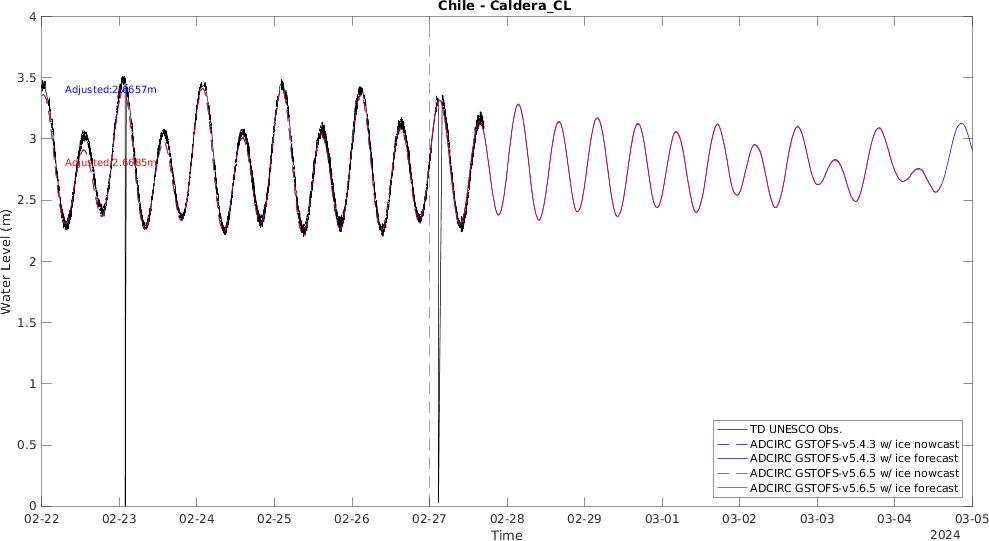 Chile - Caldera_CL
4
3.5
3
2.5
2
1.5
1
0.5
0
Water Level (m)
Adjusted:2.6657m
Adjusted:2.6685m
TD UNESCO Obs.
ADCIRC GSTOFS-v5.4.3 w/ ice nowcast
ADCIRC GSTOFS-v5.4.3 w/ ice forecast
ADCIRC GSTOFS-v5.6.5 w/ ice nowcast
ADCIRC GSTOFS-v5.6.5 w/ ice forecast
02-22 02-23 02-24 02-25 02-26 02-27 02-28 02-29 03-01 03-02 03-03 03-04 03-05
Time
2024